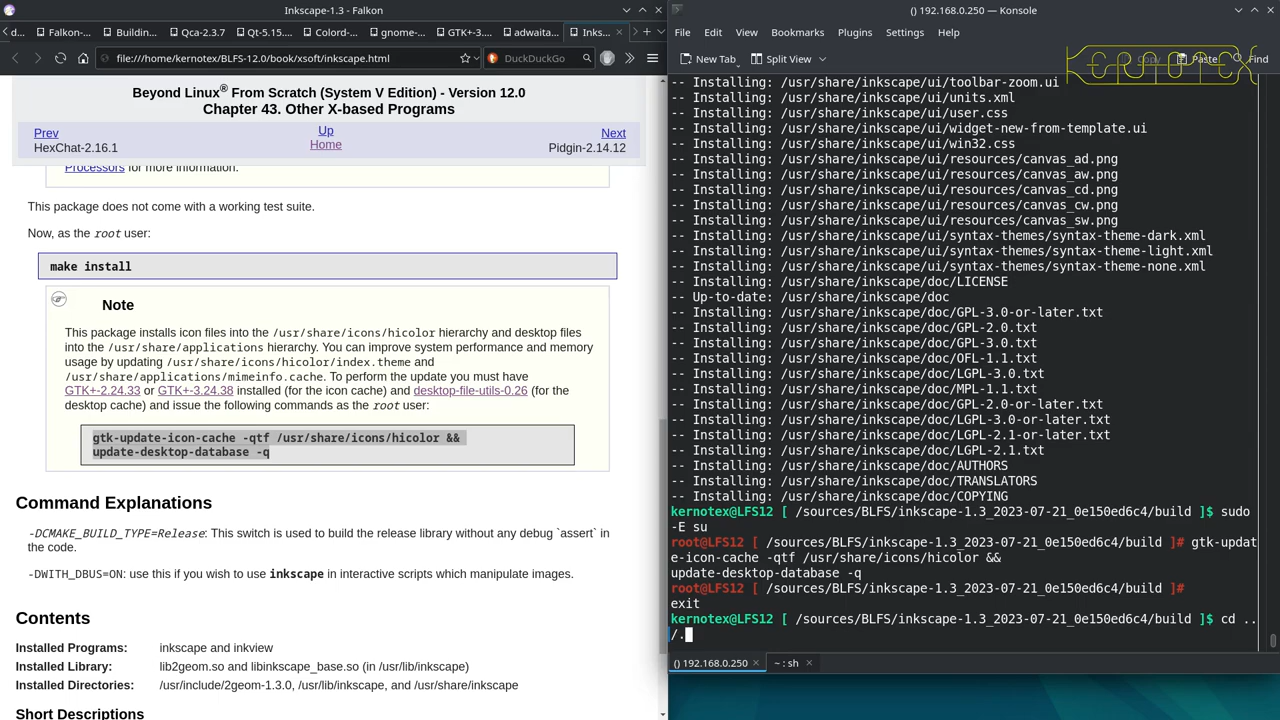 Inkscape-1.3 - Falkon
d...
Falkon-...
Buildin...
Qca-2.3.7
Qt-5.15....
Colord-...
gnome-...
GTK+-3....
adwaita...
Inks...
file:///home/kernotex/BLFS-12.0/book/xsoft/inkscape.html
DuckDuckGo
Beyond Linux® From Scratch (System V Edition) - Version 12.0
Chapter 43. Other X-based Programs
Prev Up Next
HexChat-2.16.1 Home Pidgin-2.14.12
Processors for more information.
This package does not come with a working test suite.
Now, as the root user:
make install
Note
This package installs icon files into the /usr/share/icons/hicolor hierarchy and desktop files
into the /usr/share/applications hierarchy. You can improve system performance and memory
usage by updating /usr/share/icons/hicolor/index.theme and
/usr/share/applications/mimeinfo.cache. To perform the update you must have
GTK+-2.24.33 or GTK+-3.24.38 installed (for the icon cache) and desktop-file-utils-0.26 (for the
desktop cache) and issue the following commands as the root user:
gtk-update-icon-cache -qtf /usr/share/icons/hicolor &&
update-desktop-database -q
Command Explanations
-DCMAKE_BUILD_TYPE=Release: This switch is used to build the release library without any debug `assert` in
the code.
-DWITH_DBUS=ON: use this if you wish to use inkscape in interactive scripts which manipulate images.
Contents
Installed Programs: inkscape and inkview
Installed Library: lib2geom.so and libinkscape_base.so (in /usr/lib/inkscape)
Installed Directories: /usr/include/2geom-1.3.0, /usr/lib/inkscape, and /usr/share/inkscape
Short Descriptions
() 192.168.0.250 — Konsole
File Edit View Bookmarks Plugins Settings Help
New Tab Split View Copy Paste Find
KERNOTEX
-- Installing: /usr/share/inkscape/ui/toolbar-zoom.ui
-- Installing: /usr/share/inkscape/ui/units.xml
-- Installing: /usr/share/inkscape/ui/user.css
-- Installing: /usr/share/inkscape/ui/widget-new-from-template.ui
-- Installing: /usr/share/inkscape/ui/win32.css
-- Installing: /usr/share/inkscape/ui/resources/canvas_ad.png
-- Installing: /usr/share/inkscape/ui/resources/canvas_aw.png
-- Installing: /usr/share/inkscape/ui/resources/canvas_cd.png
-- Installing: /usr/share/inkscape/ui/resources/canvas_cw.png
-- Installing: /usr/share/inkscape/ui/resources/canvas_sw.png
-- Installing: /usr/share/inkscape/ui/syntax-themes/syntax-theme-dark.xml
-- Installing: /usr/share/inkscape/ui/syntax-themes/syntax-theme-light.xml
-- Installing: /usr/share/inkscape/ui/syntax-themes/syntax-theme-none.xml
-- Installing: /usr/share/inkscape/doc/LICENSE
-- Up-to-date: /usr/share/inkscape/doc
-- Installing: /usr/share/inkscape/doc/GPL-3.0-or-later.txt
-- Installing: /usr/share/inkscape/doc/GPL-2.0.txt
-- Installing: /usr/share/inkscape/doc/GPL-3.0.txt
-- Installing: /usr/share/inkscape/doc/OFL-1.1.txt
-- Installing: /usr/share/inkscape/doc/LGPL-3.0.txt
-- Installing: /usr/share/inkscape/doc/MPL-1.1.txt
-- Installing: /usr/share/inkscape/doc/GPL-2.0-or-later.txt
-- Installing: /usr/share/inkscape/doc/LGPL-3.0-or-later.txt
-- Installing: /usr/share/inkscape/doc/LGPL-2.1-or-later.txt
-- Installing: /usr/share/inkscape/doc/LGPL-2.1.txt
-- Installing: /usr/share/inkscape/doc/AUTHORS
-- Installing: /usr/share/inkscape/doc/TRANSLATORS
-- Installing: /usr/share/inkscape/doc/COPYING
kernotex@LFS12 [ /sources/BLFS/inkscape-1.3_2023-07-21_0e150ed6c4/build ]$ sudo
-E su
root@LFS12 [ /sources/BLFS/inkscape-1.3_2023-07-21_0e150ed6c4/build ]# gtk-updat
e-icon-cache -qtf /usr/share/icons/hicolor &&
update-desktop-database -q
root@LFS12 [ /sources/BLFS/inkscape-1.3_2023-07-21_0e150ed6c4/build ]#
exit
kernotex@LFS12 [ /sources/BLFS/inkscape-1.3_2023-07-21_0e150ed6c4/build ]$ cd ..
/.
() 192.168.0.250
~ : sh